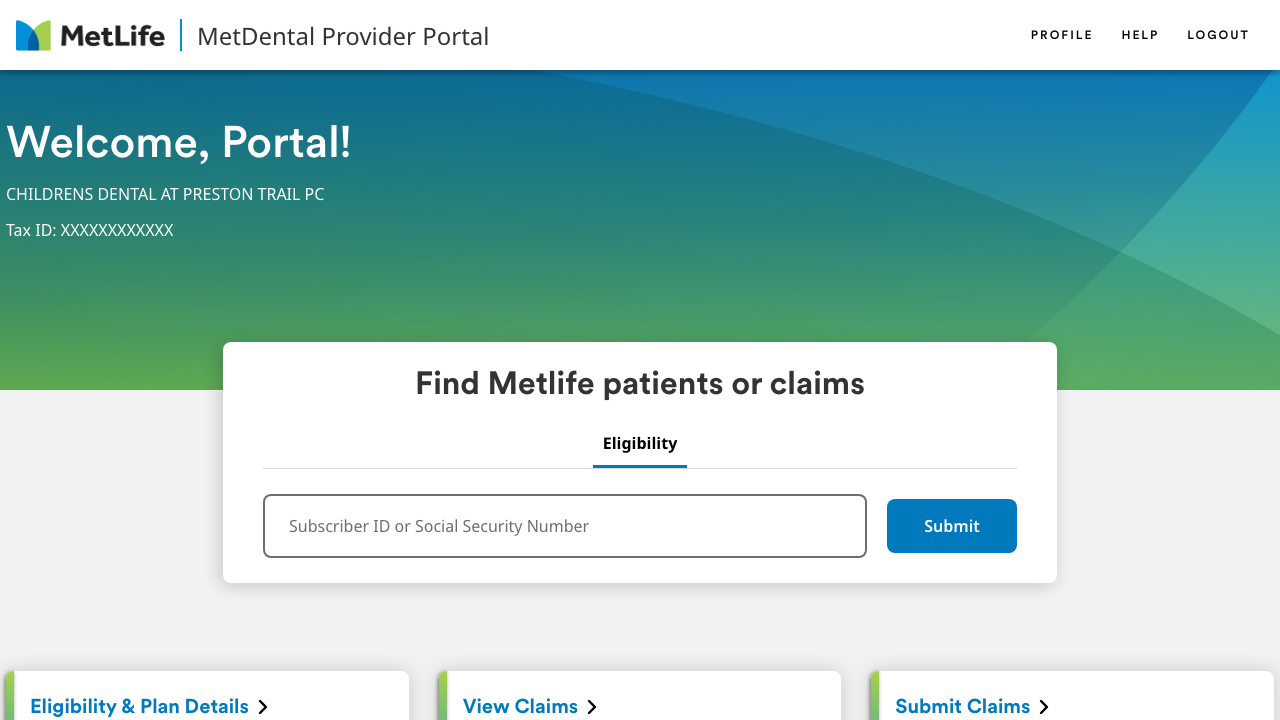 MetLife
MetDental Provider Portal
PROFILE
HELP
LOGOUT
Welcome, Portal!
CHILDRENS DENTAL AT PRESTON TRAIL PC
Tax ID: XXXXXXXXXXXX
Find Metlife patients or claims
Eligibility
Subscriber ID or Social Security Number
Submit
Eligibility & Plan Details
View Claims
Submit Claims